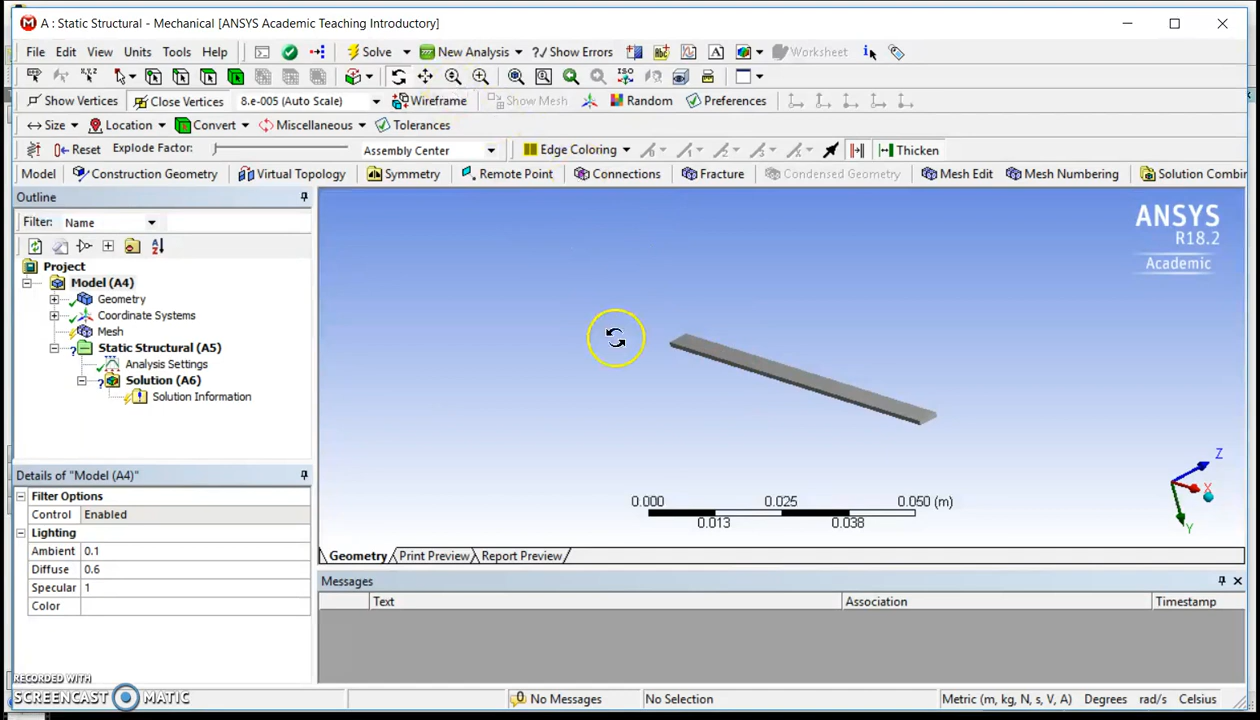 A : Static Structural - Mechanical [ANSYS Academic Teaching Introductory]
File Edit View Units Tools Help Solve New Analysis ?/ Show Errors Worksheet
Show Vertices Close Vertices 8.e-005 (Auto Scale) Wireframe Show Mesh Random Preferences
Size Location Convert Miscellaneous Tolerances
Reset Explode Factor: Assembly Center Edge Coloring Thicken
Model Construction Geometry Virtual Topology Symmetry Remote Point Connections Fracture Condensed Geometry Mesh Edit Mesh Numbering Solution Combin
Outline
Filter: Name
Project
Model (A4)
Geometry
Coordinate Systems
Mesh
Static Structural (A5)
Analysis Settings
Solution (A6)
Solution Information
ANSYS
R18.2
Academic
Z
X
Y
0.000 0.025 0.050 (m)
0.013 0.038
Geometry Print Preview Report Preview
Details of "Model (A4)"
Filter Options
Control Enabled
Lighting
Ambient 0.1
Diffuse 0.6
Specular 1
Color
Messages
Text Association Timestamp
RECORDED WITH
SCREENCAST MATIC
No Messages No Selection Metric (m, kg, N, s, V, A) Degrees rad/s Celsius